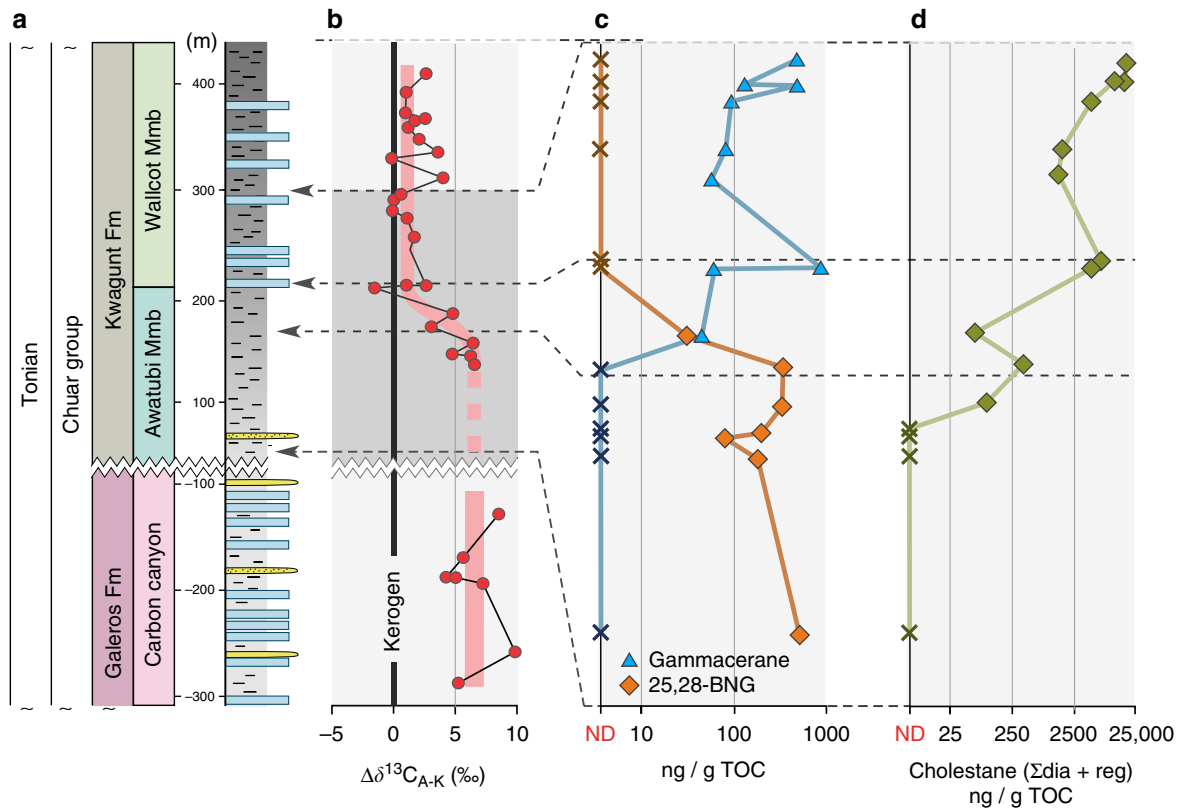 a
b
c
d
~
~
(m)
Tonian
Chuar group
Kwagunt Fm
Galeros Fm
Wallcot Mmb
Awatubi Mmb
Carbon canyon
400
300
200
100
–100
–200
–300
~
~
~
Kerogen
–5
0
5
10
Δδ¹³C_A-K (‰)
Gammacerane
25,28-BNG
ND
10
100
1000
ng / g TOC
ND
25
250
2500
25,000
Cholestane (Σdia + reg)
ng / g TOC